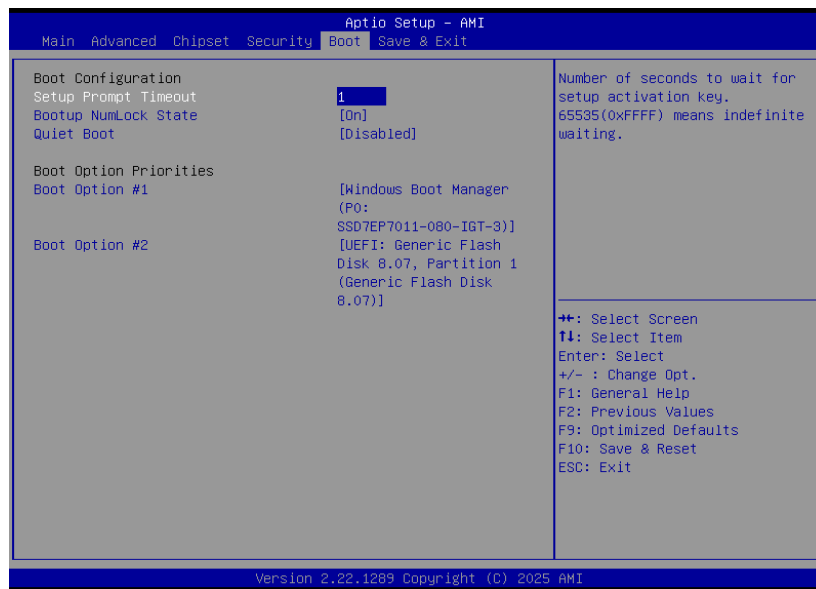 Aptio Setup – AMI
Main Advanced Chipset Security Boot Save & Exit
Boot Configuration
Setup Prompt Timeout 1
Bootup NumLock State [On]
Quiet Boot [Disabled]
Boot Option Priorities
Boot Option #1 [Windows Boot Manager
(P0:
SSD7EP7011-080-IGT-3)]
Boot Option #2 [UEFI: Generic Flash
Disk 8.07, Partition 1
(Generic Flash Disk
8.07)]
Number of seconds to wait for
setup activation key.
65535(0xFFFF) means indefinite
waiting.
→←: Select Screen
↑↓: Select Item
Enter: Select
+/- : Change Opt.
F1: General Help
F2: Previous Values
F9: Optimized Defaults
F10: Save & Reset
ESC: Exit
Version 2.22.1289 Copyright (C) 2025 AMI